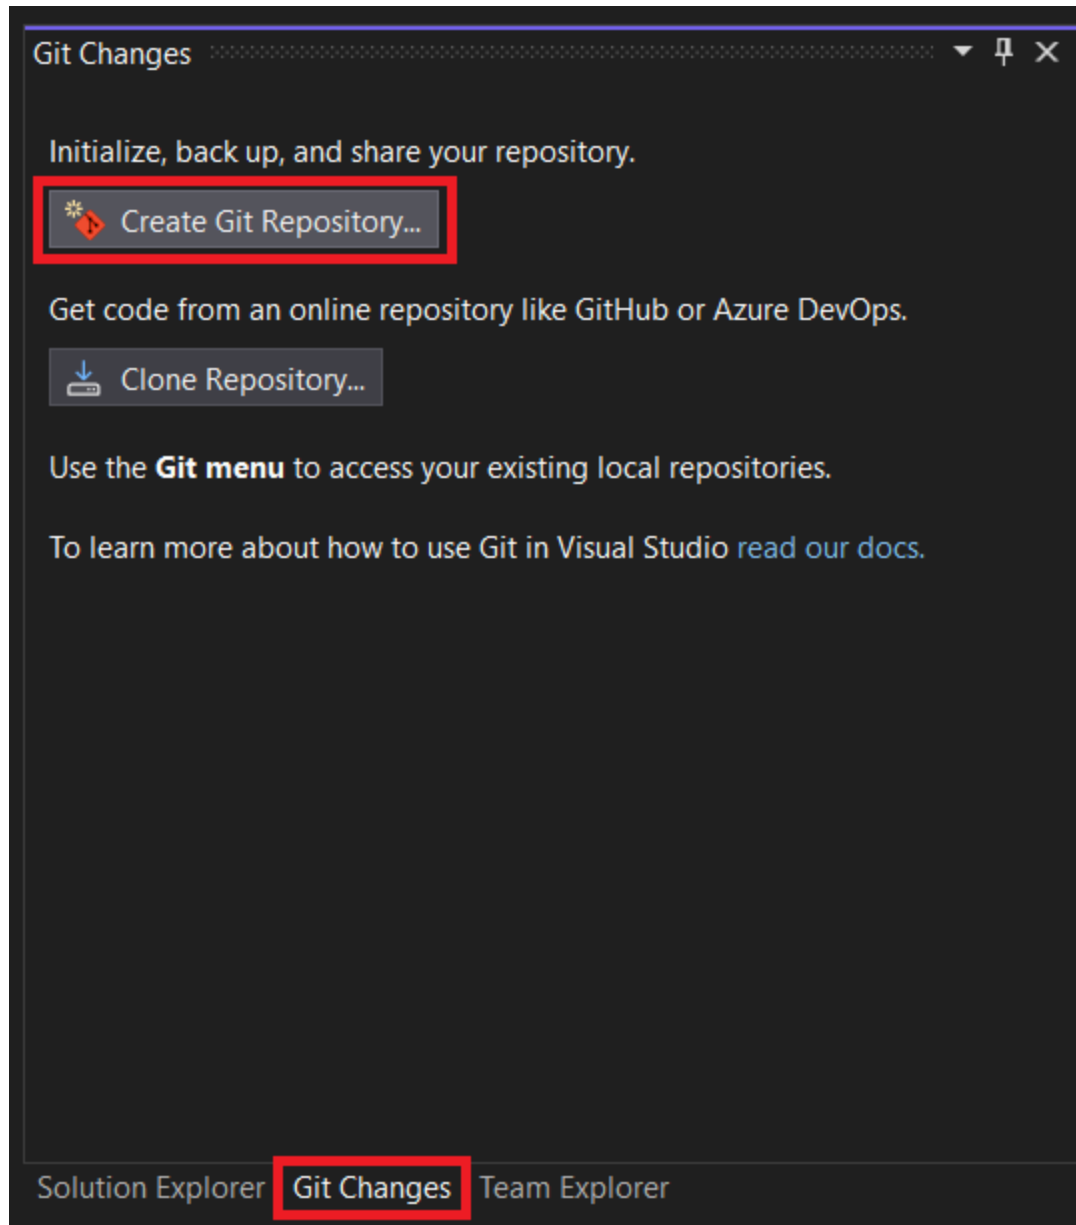 Git Changes
Initialize, back up, and share your repository.
Create Git Repository...
Get code from an online repository like GitHub or Azure DevOps.
Clone Repository...
Use the Git menu to access your existing local repositories.
To learn more about how to use Git in Visual Studio read our docs.
Solution Explorer Git Changes Team Explorer